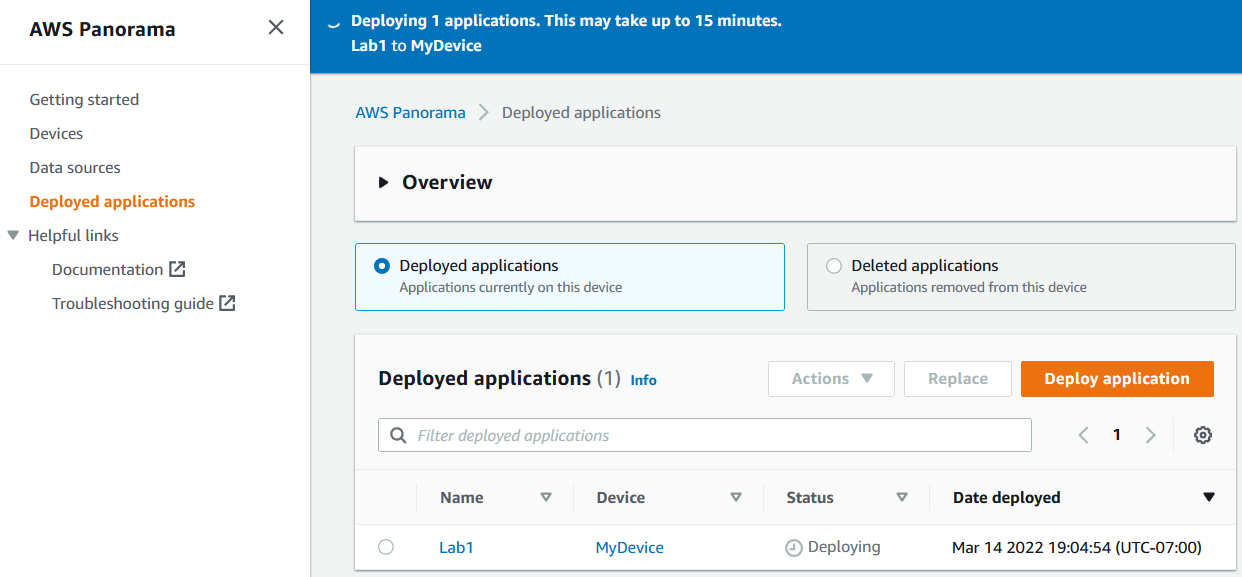 AWS Panorama
Getting started
Devices
Data sources
Deployed applications
Helpful links
Documentation
Troubleshooting guide
Deploying 1 applications. This may take up to 15 minutes.
Lab1 to MyDevice
AWS Panorama > Deployed applications
Overview
Deployed applications
Applications currently on this device
Deleted applications
Applications removed from this device
Deployed applications (1) Info
Actions
Replace
Deploy application
Filter deployed applications
1
Name Device Status Date deployed
Lab1 MyDevice Deploying Mar 14 2022 19:04:54 (UTC-07:00)